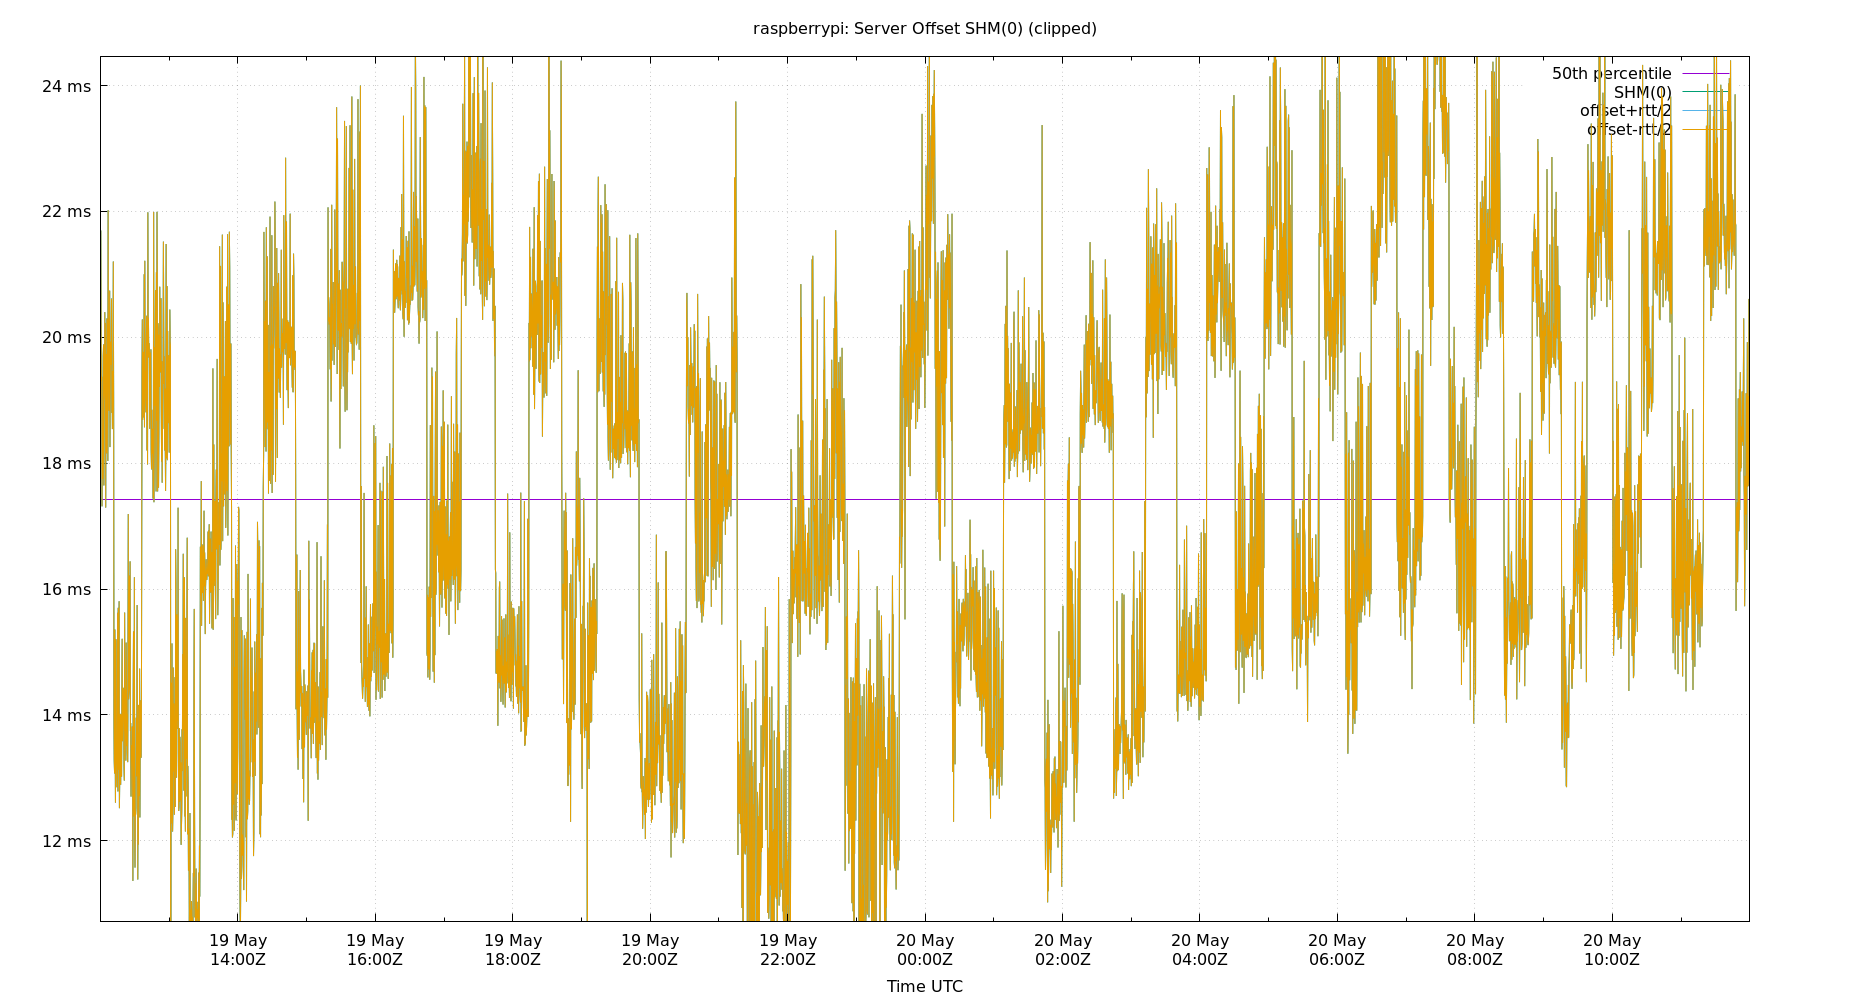 raspberrypi: Server Offset SHM(0) (clipped)
50th percentile
SHM(0)
offset+rtt/2
offset-rtt/2
24 ms
22 ms
20 ms
18 ms
16 ms
14 ms
12 ms
19 May 19 May 19 May 19 May 19 May 20 May 20 May 20 May 20 May 20 May 20 May
14:00Z 16:00Z 18:00Z 20:00Z 22:00Z 00:00Z 02:00Z 04:00Z 06:00Z 08:00Z 10:00Z
Time UTC